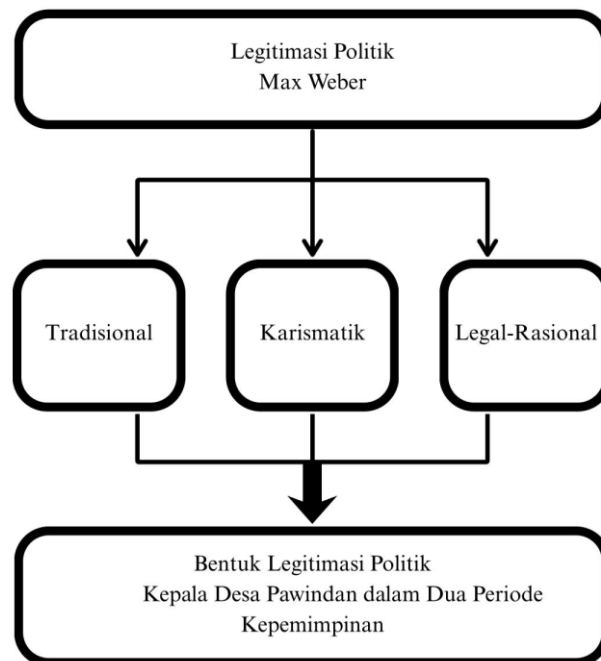 Legitimasi Politik
Max Weber
Tradisional
Karismatik
Legal-Rasional
Bentuk Legitimasi Politik
Kepala Desa Pawindan dalam Dua Periode
Kepemimpinan